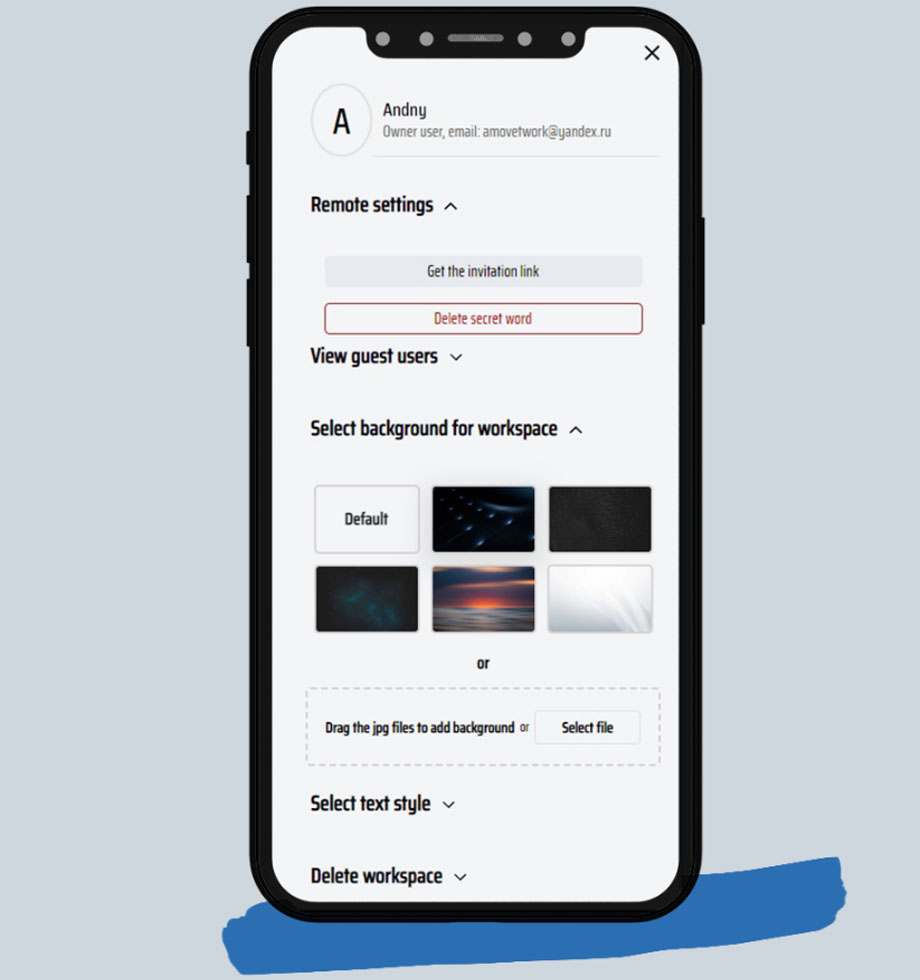 A
Andny
Owner user, email: amovetwork@yandex.ru
Remote settings
Get the invitation link
Delete secret word
View guest users
Select background for workspace
Default
or
Drag the jpg files to add background or Select file
Select text style
Delete workspace